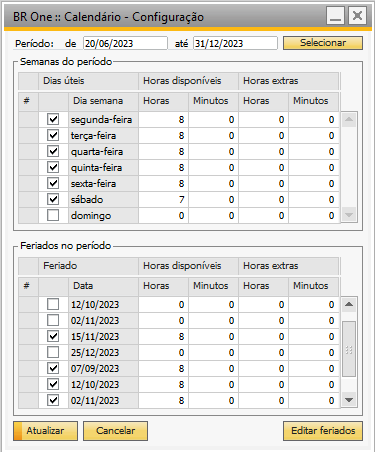 BR One :: Calendário - Configuração
Período: de 20/06/2023 até 31/12/2023 Selecionar
Semanas do período
Dias úteis Horas disponíveis Horas extras
# Dia semana Horas Minutos Horas Minutos
segunda-feira 8 0 0 0
terça-feira 8 0 0 0
quarta-feira 8 0 0 0
quinta-feira 8 0 0 0
sexta-feira 8 0 0 0
sábado 7 0 0 0
domingo 0 0 0 0
Feriados no período
Feriado Horas disponíveis Horas extras
# Data Horas Minutos Horas Minutos
12/10/2023 0 0 0 0
02/11/2023 0 0 0 0
15/11/2023 8 0 0 0
25/12/2023 0 0 0 0
07/09/2023 8 0 0 0
12/10/2023 8 0 0 0
02/11/2023 8 0 0 0
Atualizar Cancelar Editar feriados